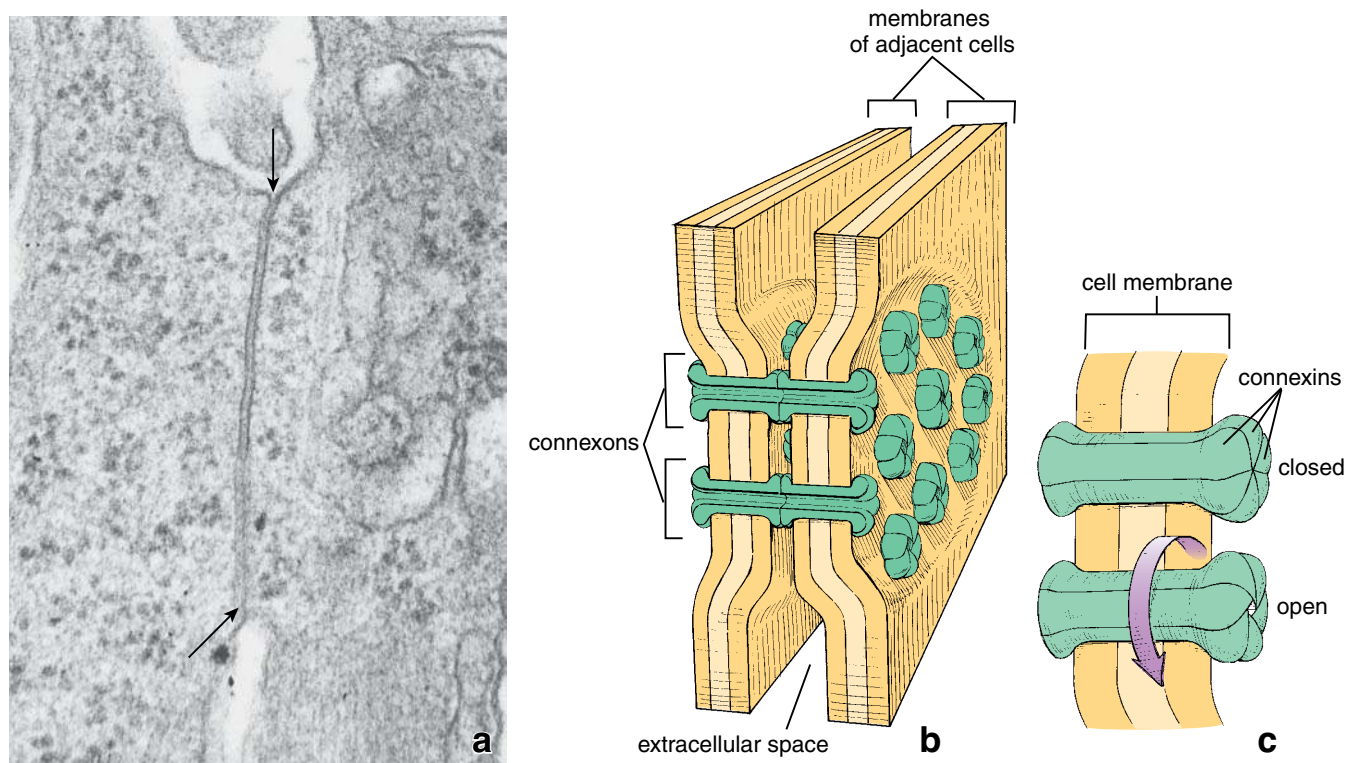 membranes
of adjacent cells
cell membrane
connexins
connexons
closed
open
extracellular space
a
b
c